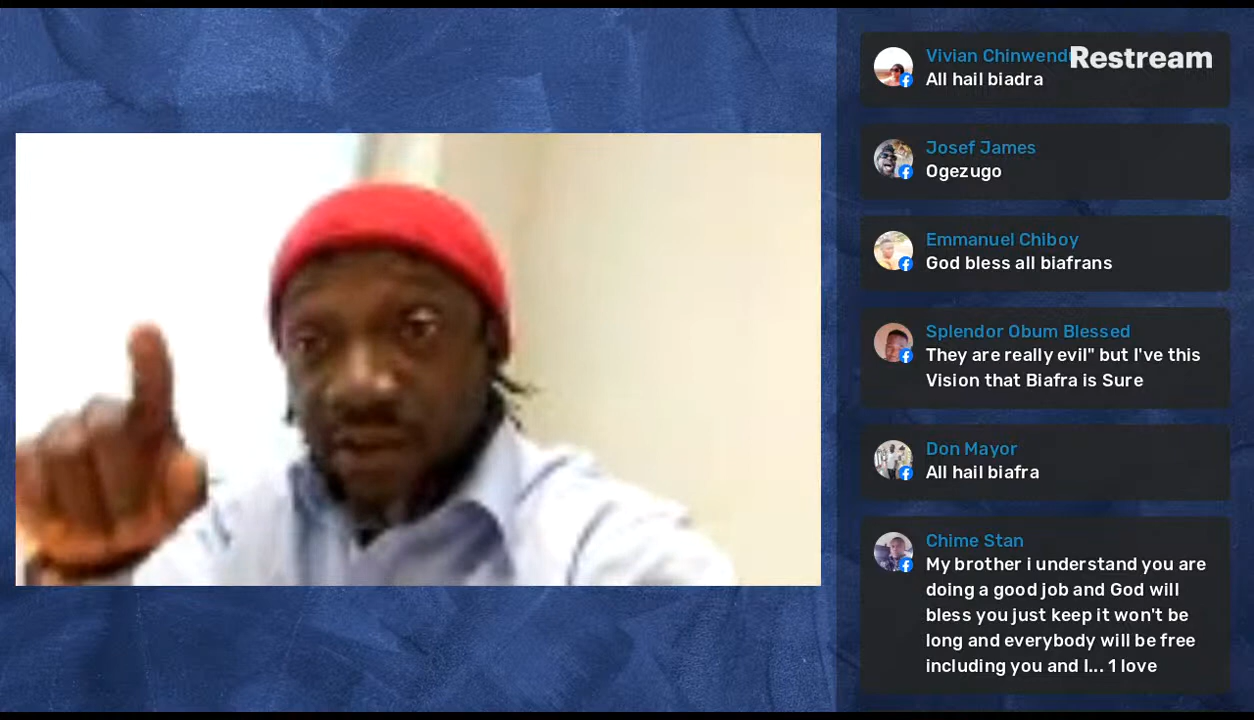 Vivian Chinwend
Restream
All hail biadra
Josef James
Ogezugo
Emmanuel Chiboy
God bless all biafrans
Splendor Obum Blessed
They are really evil" but I've this
Vision that Biafra is Sure
Don Mayor
All hail biafra
Chime Stan
My brother i understand you are
doing a good job and God will
bless you just keep it won't be
long and everybody will be free
including you and I... 1 love